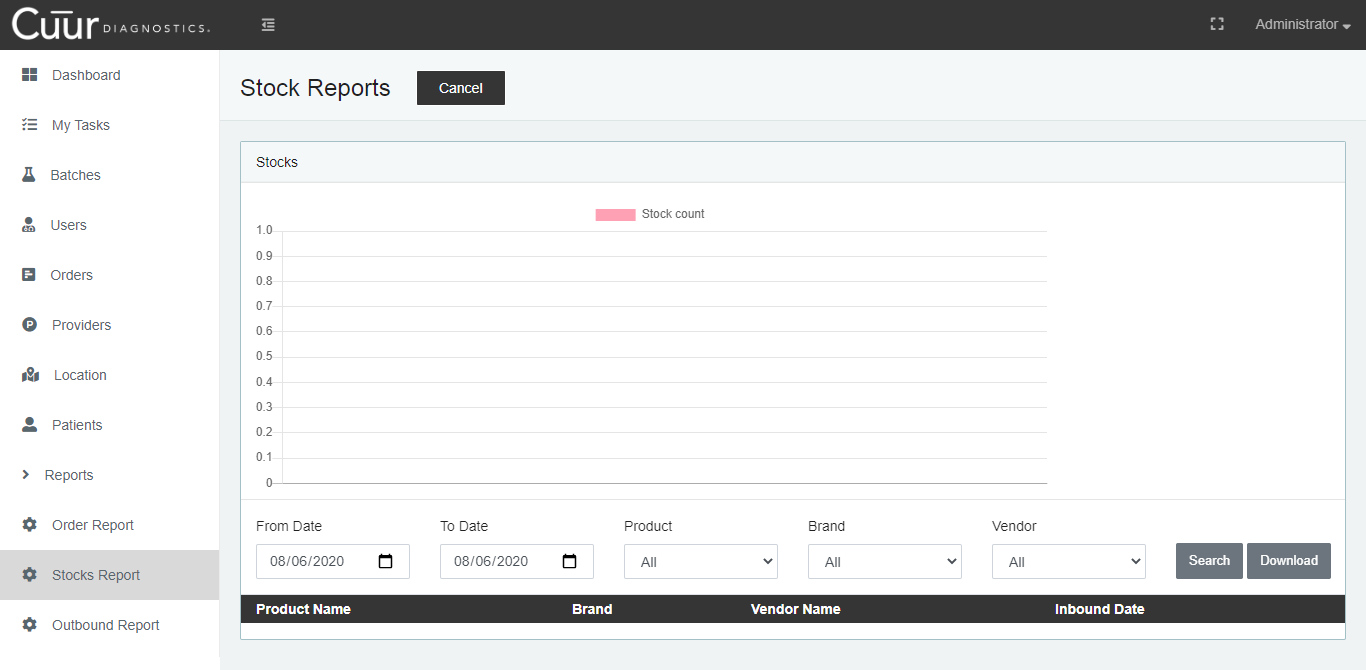 Cūur DIAGNOSTICS.
Administrator
Dashboard
My Tasks
Batches
Users
Orders
Providers
Location
Patients
Reports
Order Report
Stocks Report
Outbound Report
Stock Reports Cancel
Stocks
Stock count
1.0
0.9
0.8
0.7
0.6
0.5
0.4
0.3
0.2
0.1
0
From Date To Date Product Brand Vendor
08/06/2020 08/06/2020 All All All Search Download
Product Name Brand Vendor Name Inbound Date